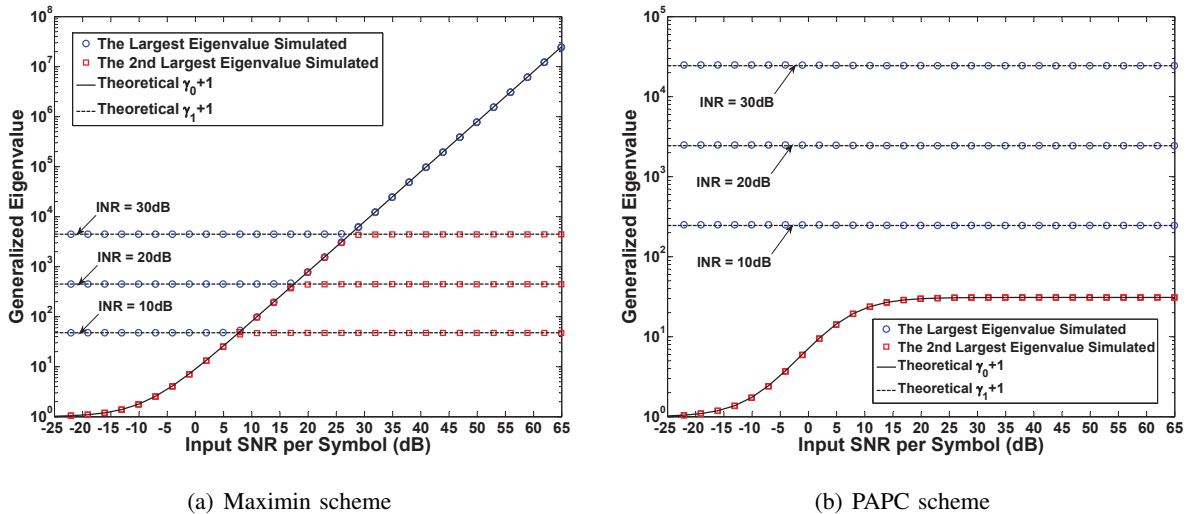 10^8
10^7
10^6
10^5
10^4
10^3
10^2
10^1
10^0
Generalized Eigenvalue
The Largest Eigenvalue Simulated
The 2nd Largest Eigenvalue Simulated
Theoretical γ_0+1
Theoretical γ_1+1
INR = 30dB
INR = 20dB
INR = 10dB
-25 -20 -15 -10 -5 0 5 10 15 20 25 30 35 40 45 50 55 60 65
Input SNR per Symbol (dB)
(a) Maximin scheme
10^5
10^4
10^3
10^2
10^1
10^0
Generalized Eigenvalue
INR = 30dB
INR = 20dB
INR = 10dB
The Largest Eigenvalue Simulated
The 2nd Largest Eigenvalue Simulated
Theoretical γ_0+1
Theoretical γ_1+1
-25 -20 -15 -10 -5 0 5 10 15 20 25 30 35 40 45 50 55 60 65
Input SNR per Symbol (dB)
(b) PAPC scheme